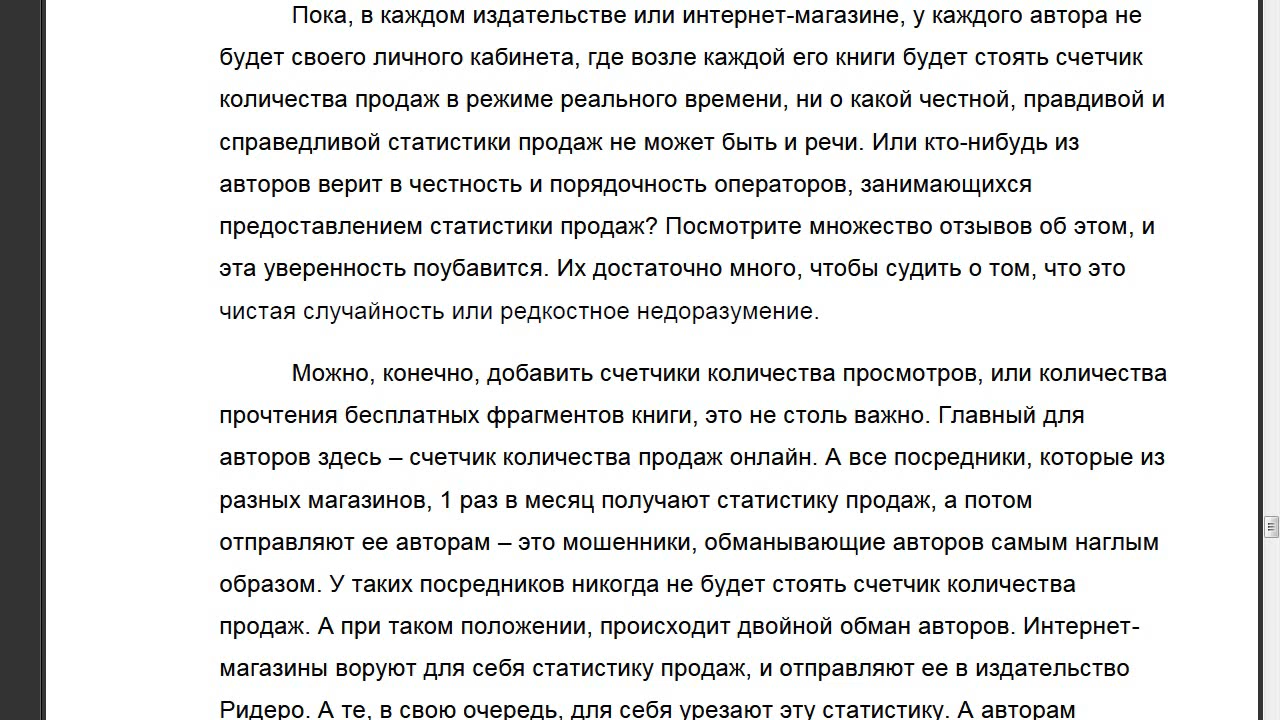 Пока, в каждом издательстве или интернет-магазине, у каждого автора не
будет своего личного кабинета, где возле каждой его книги будет стоять счетчик
количества продаж в режиме реального времени, ни о какой честной, правдивой и
справедливой статистики продаж не может быть и речи. Или кто-нибудь из
авторов верит в честность и порядочность операторов, занимающихся
предоставлением статистики продаж? Посмотрите множество отзывов об этом, и
эта уверенность поубавится. Их достаточно много, чтобы судить о том, что это
чистая случайность или редкостное недоразумение.
Можно, конечно, добавить счетчики количества просмотров, или количества
прочтения бесплатных фрагментов книги, это не столь важно. Главный для
авторов здесь – счетчик количества продаж онлайн. А все посредники, которые из
разных магазинов, 1 раз в месяц получают статистику продаж, а потом
отправляют ее авторам – это мошенники, обманывающие авторов самым наглым
образом. У таких посредников никогда не будет стоять счетчик количества
продаж. А при таком положении, происходит двойной обман авторов. Интернет-
магазины воруют для себя статистику продаж, и отправляют ее в издательство
Ридеро. А те, в свою очередь, для себя урезают эту статистику. А авторам